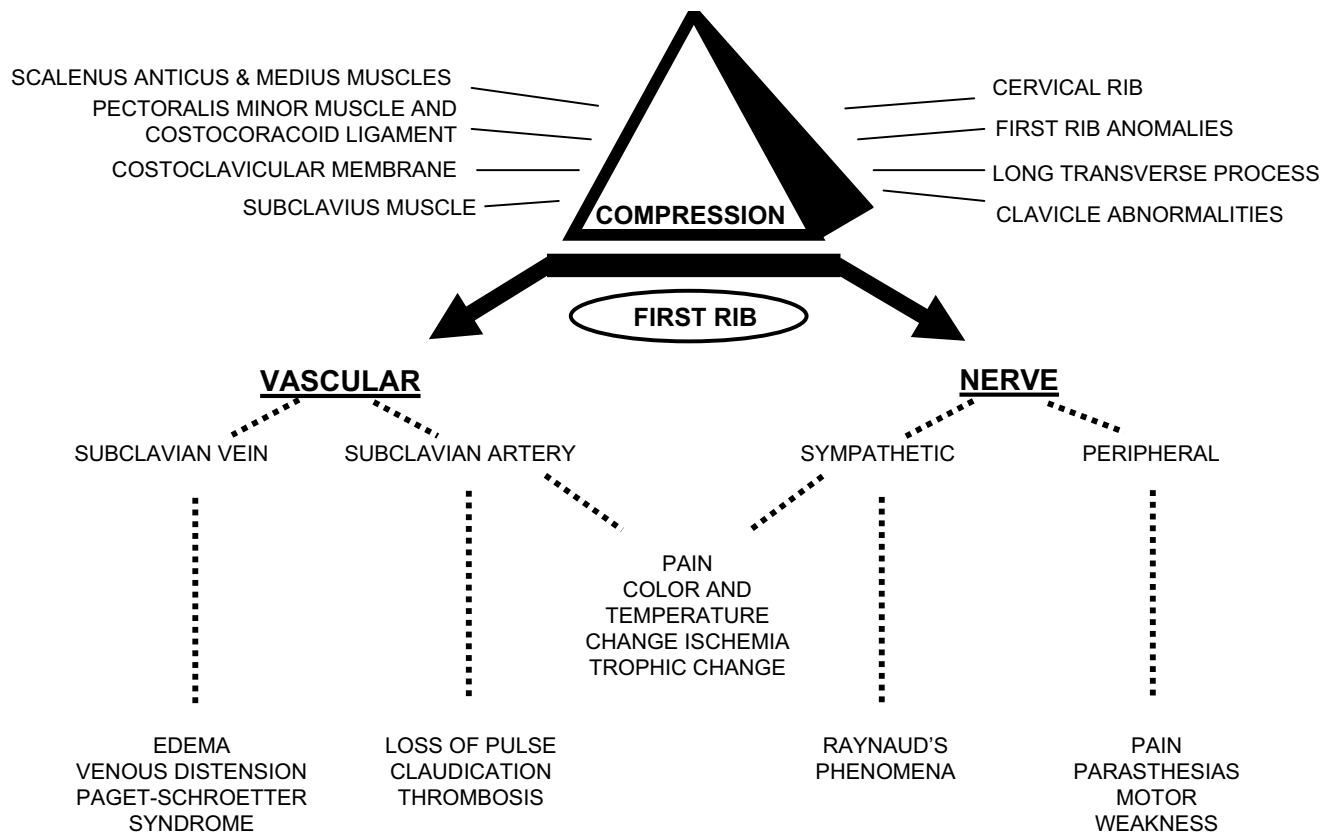 SCALENUS ANTICUS & MEDIUS MUSCLES
PECTORALIS MINOR MUSCLE AND
COSTOCORACOID LIGAMENT
COSTOCLAVICULAR MEMBRANE
SUBCLAVIUS MUSCLE
CERVICAL RIB
FIRST RIB ANOMALIES
LONG TRANSVERSE PROCESS
CLAVICLE ABNORMALITIES
COMPRESSION
FIRST RIB
VASCULAR
NERVE
SUBCLAVIAN VEIN
SUBCLAVIAN ARTERY
SYMPATHETIC
PERIPHERAL
PAIN
COLOR AND
TEMPERATURE
CHANGE ISCHEMIA
TROPHIC CHANGE
EDEMA
VENOUS DISTENSION
PAGET-SCHROETTER
SYNDROME
LOSS OF PULSE
CLAUDICATION
THROMBOSIS
RAYNAUD'S
PHENOMENA
PAIN
PARASTHESIAS
MOTOR
WEAKNESS